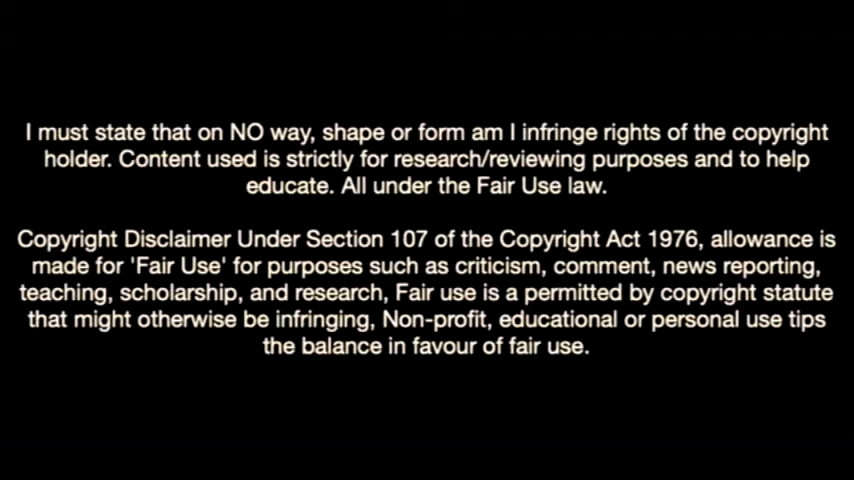 I must state that on NO way, shape or form am I infringe rights of the copyright
holder. Content used is strictly for research/reviewing purposes and to help
educate. All under the Fair Use law.
Copyright Disclaimer Under Section 107 of the Copyright Act 1976, allowance is
made for 'Fair Use' for purposes such as criticism, comment, news reporting,
teaching, scholarship, and research, Fair use is a permitted by copyright statute
that might otherwise be infringing, Non-profit, educational or personal use tips
the balance in favour of fair use.